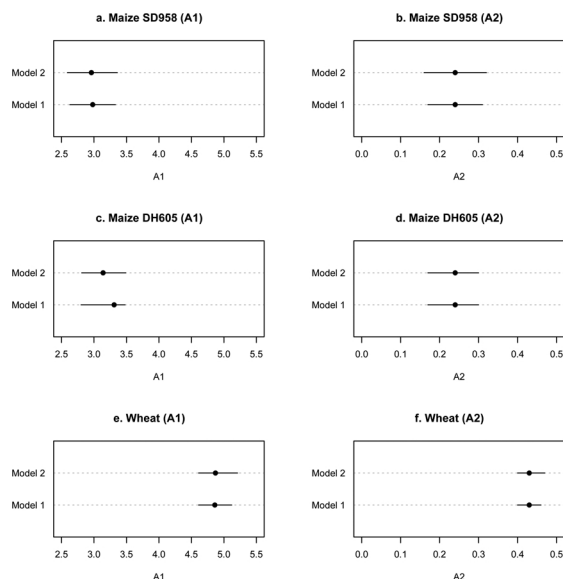 a. Maize SD958 (A1)
Model 2
Model 1
2.5 3.0 3.5 4.0 4.5 5.0 5.5
A1
b. Maize SD958 (A2)
Model 2
Model 1
0.0 0.1 0.2 0.3 0.4 0.5
A2
c. Maize DH605 (A1)
Model 2
Model 1
2.5 3.0 3.5 4.0 4.5 5.0 5.5
A1
d. Maize DH605 (A2)
Model 2
Model 1
0.0 0.1 0.2 0.3 0.4 0.5
A2
e. Wheat (A1)
Model 2
Model 1
2.5 3.0 3.5 4.0 4.5 5.0 5.5
A1
f. Wheat (A2)
Model 2
Model 1
0.0 0.1 0.2 0.3 0.4 0.5
A2